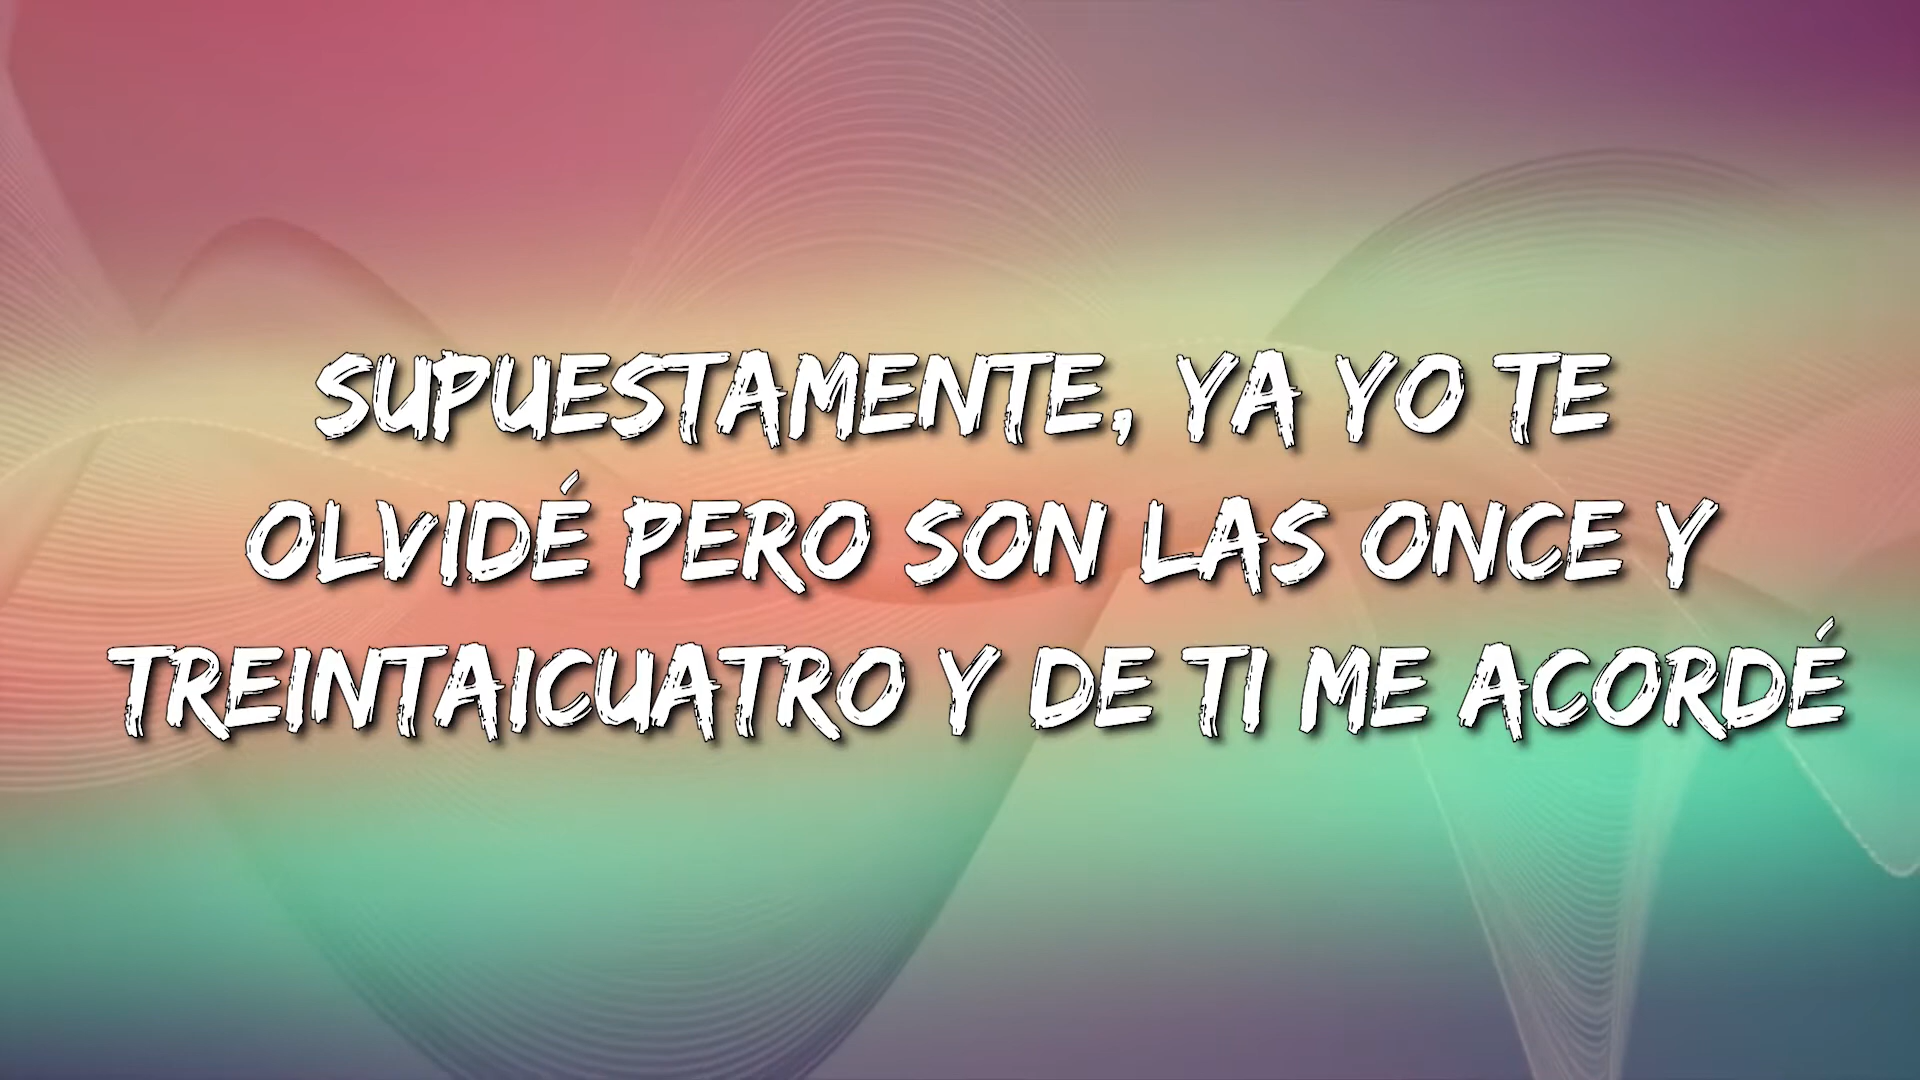 SUPUESTAMENTE, YA YO TE
OLVIDÉ PERO SON LAS ONCE Y
TREINTAICUATRO Y DE TI ME ACORDÉ